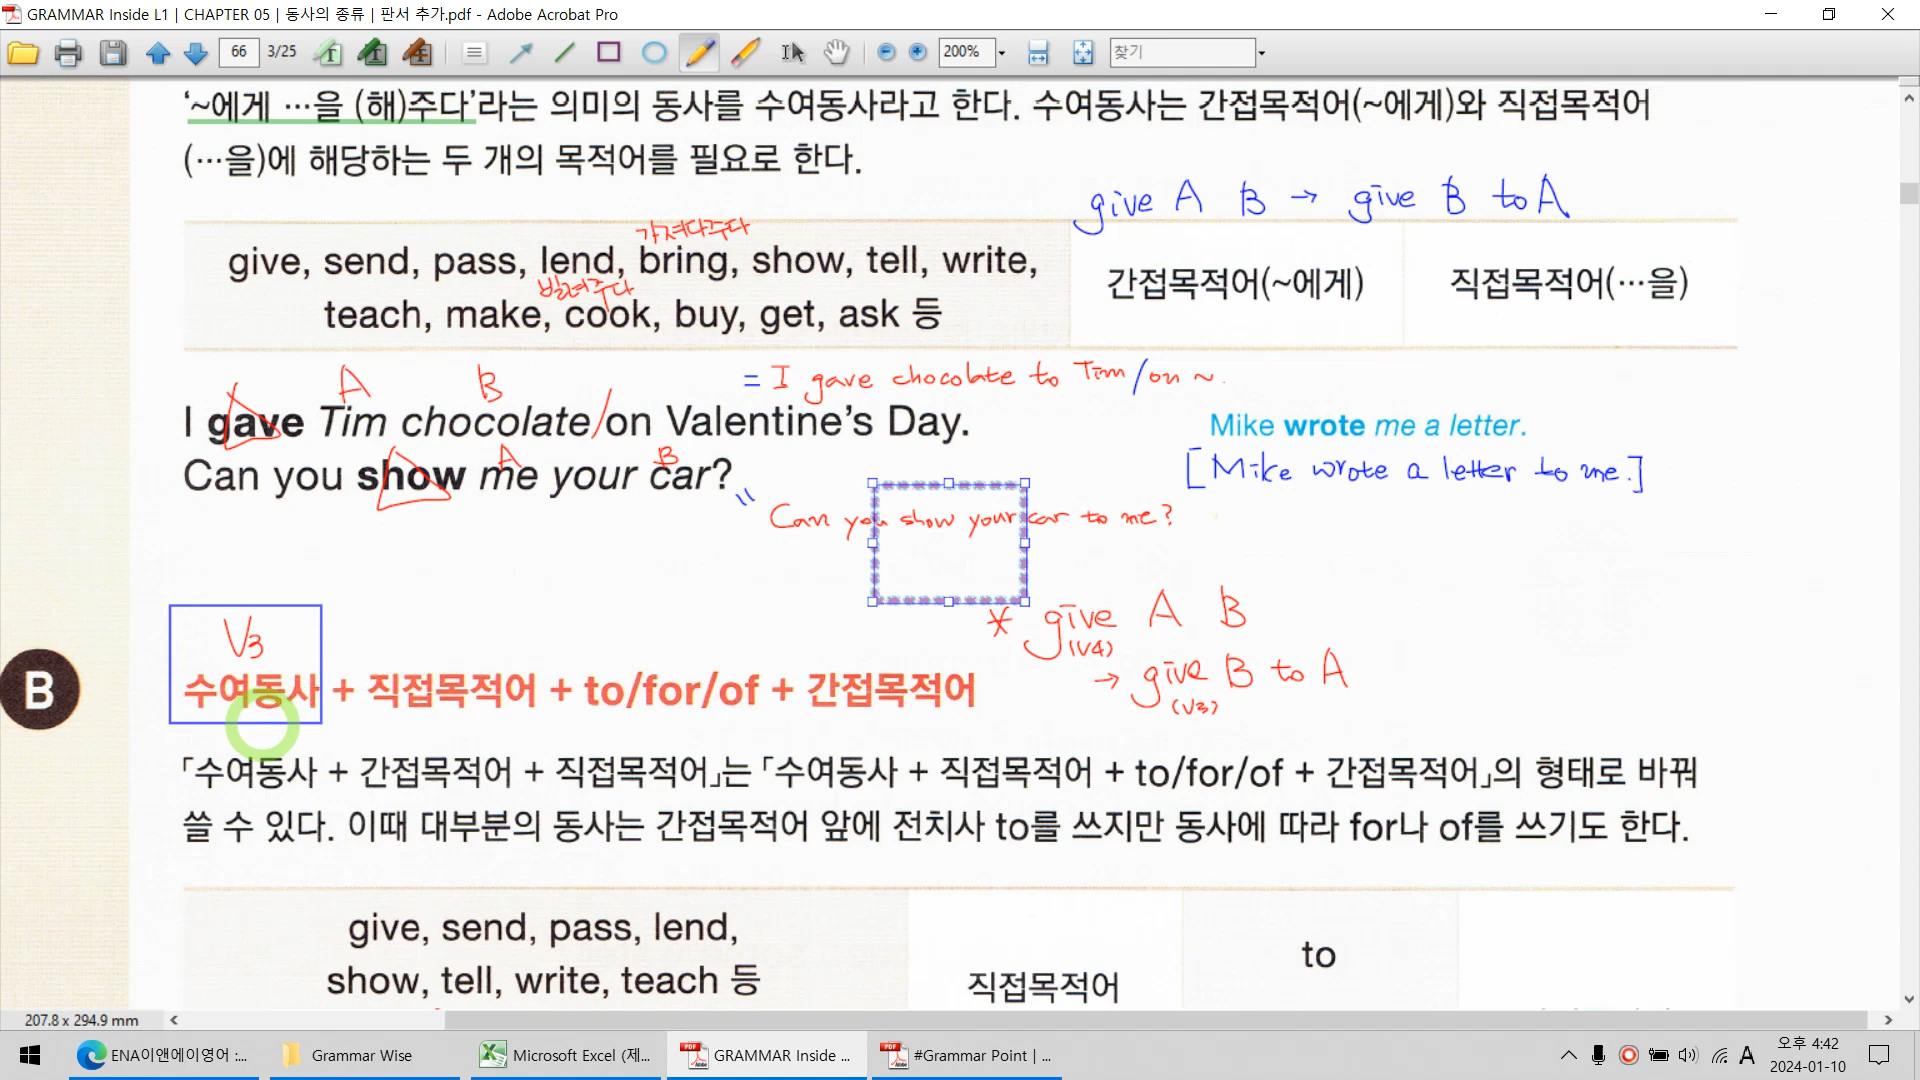 GRAMMAR Inside L1 | CHAPTER 05 | 동사의 종류 | 판서 추가.pdf - Adobe Acrobat Pro
66 3/25 200% 찾기
‘~에게 …을 (해)주다’라는 의미의 동사를 수여동사라고 한다. 수여동사는 간접목적어(~에게)와 직접목적어
(…을)에 해당하는 두 개의 목적어를 필요로 한다.
give A B → give B to A
가져다주다
give, send, pass, lend, bring, show, tell, write,
빌려주다
teach, make, cook, buy, get, ask 등
간접목적어(~에게) 직접목적어(…을)
A B = I gave chocolate to Tim/on ~.
I gave Tim chocolate/on Valentine’s Day.
Mike wrote me a letter.
A B
Can you show me your car?
[Mike wrote a letter to me.]
" Can you show your car to me?
* give A B
(V4)
→ give B to A
(V3)
V3
B 수여동사 + 직접목적어 + to/for/of + 간접목적어
「수여동사 + 간접목적어 + 직접목적어」는 「수여동사 + 직접목적어 + to/for/of + 간접목적어」의 형태로 바꿔
쓸 수 있다. 이때 대부분의 동사는 간접목적어 앞에 전치사 to를 쓰지만 동사에 따라 for나 of를 쓰기도 한다.
give, send, pass, lend,
show, tell, write, teach 등
직접목적어
to
207.8 x 294.9 mm
ENA이앤에이영어 :...
Grammar Wise
Microsoft Excel (제...
GRAMMAR Inside ...
#Grammar Point | ...
A
오후 4:42
2024-01-10